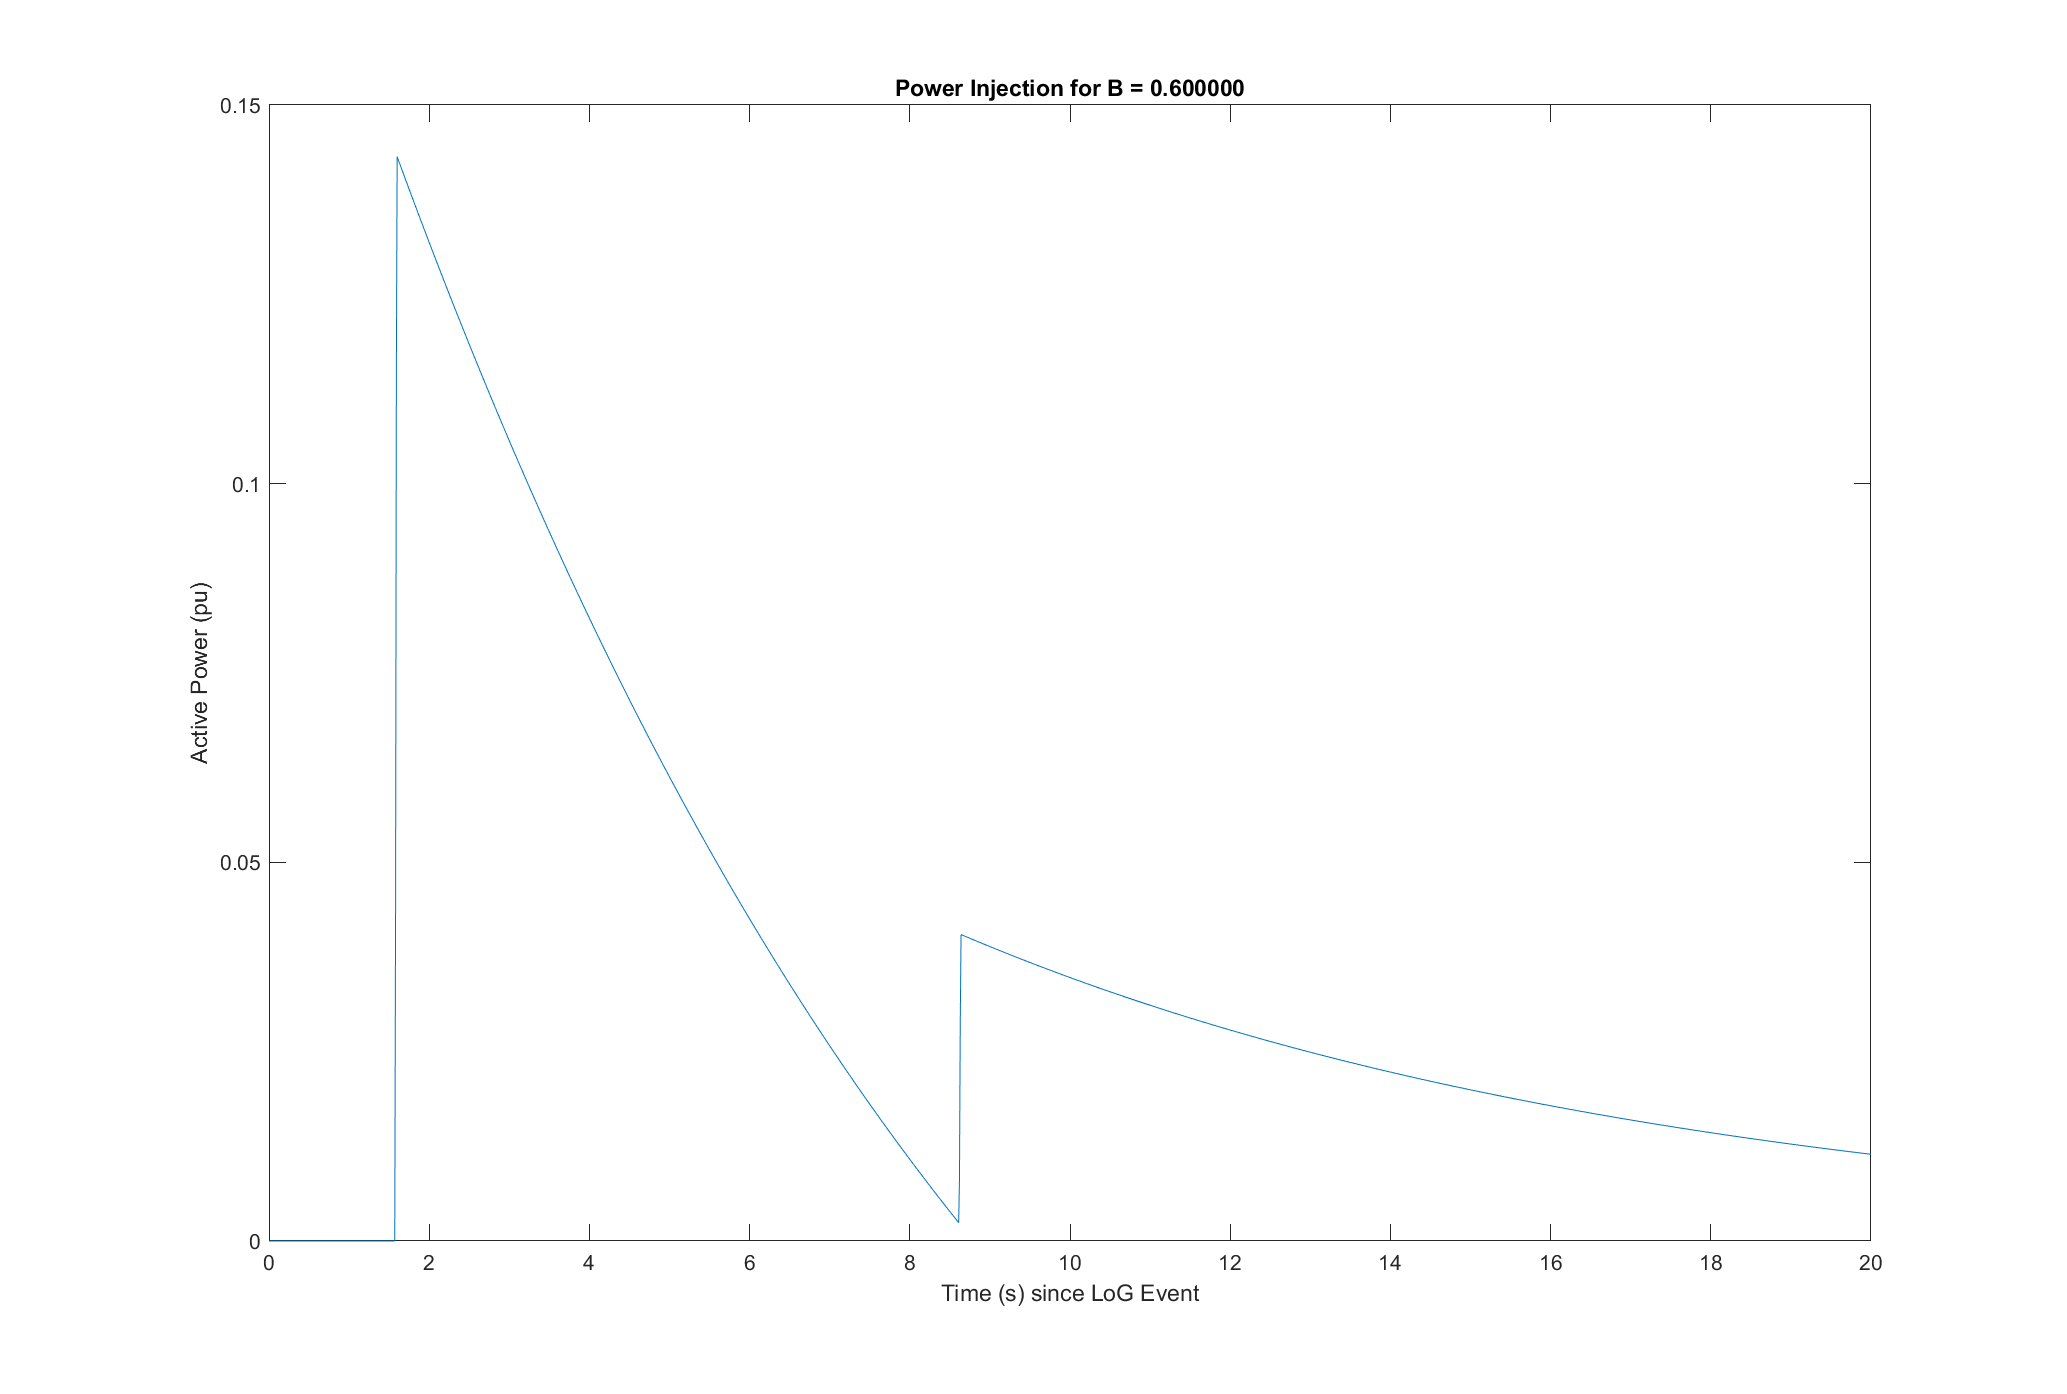 Power Injection for B = 0.600000
0.15
0.1
0.05
0
Active Power (pu)
0 2 4 6 8 10 12 14 16 18 20
Time (s) since LoG Event